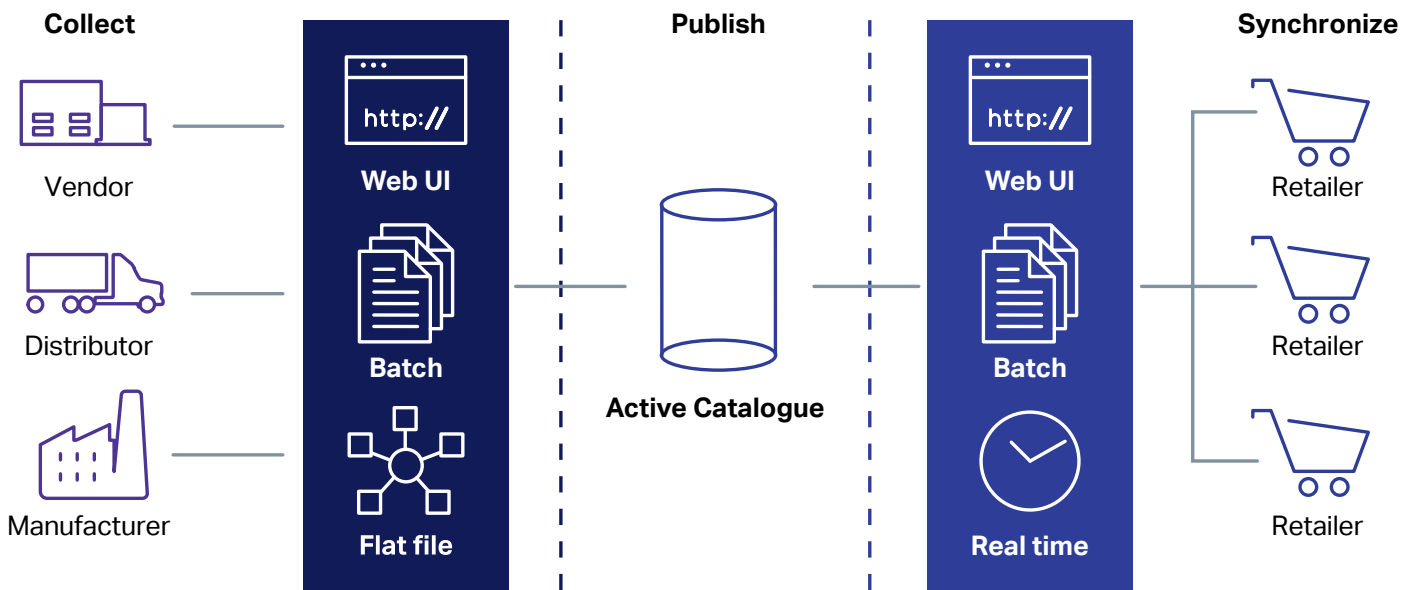 Collect
Publish
Synchronize
Vendor
Distributor
Manufacturer
http://
Web UI
Batch
Flat file
Active Catalogue
http://
Web UI
Batch
Real time
Retailer
Retailer
Retailer